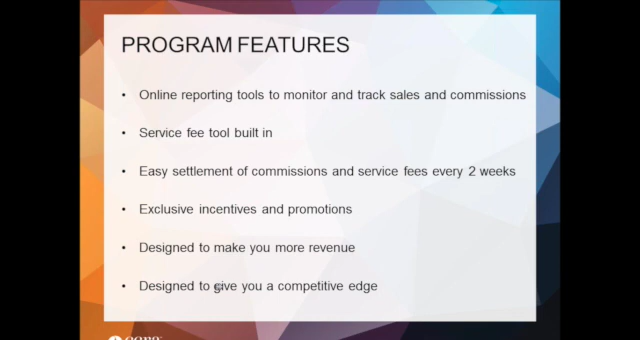 PROGRAM FEATURES
• Online reporting tools to monitor and track sales and commissions
• Service fee tool built in
• Easy settlement of commissions and service fees every 2 weeks
• Exclusive incentives and promotions
• Designed to make you more revenue
• Designed to give you a competitive edge